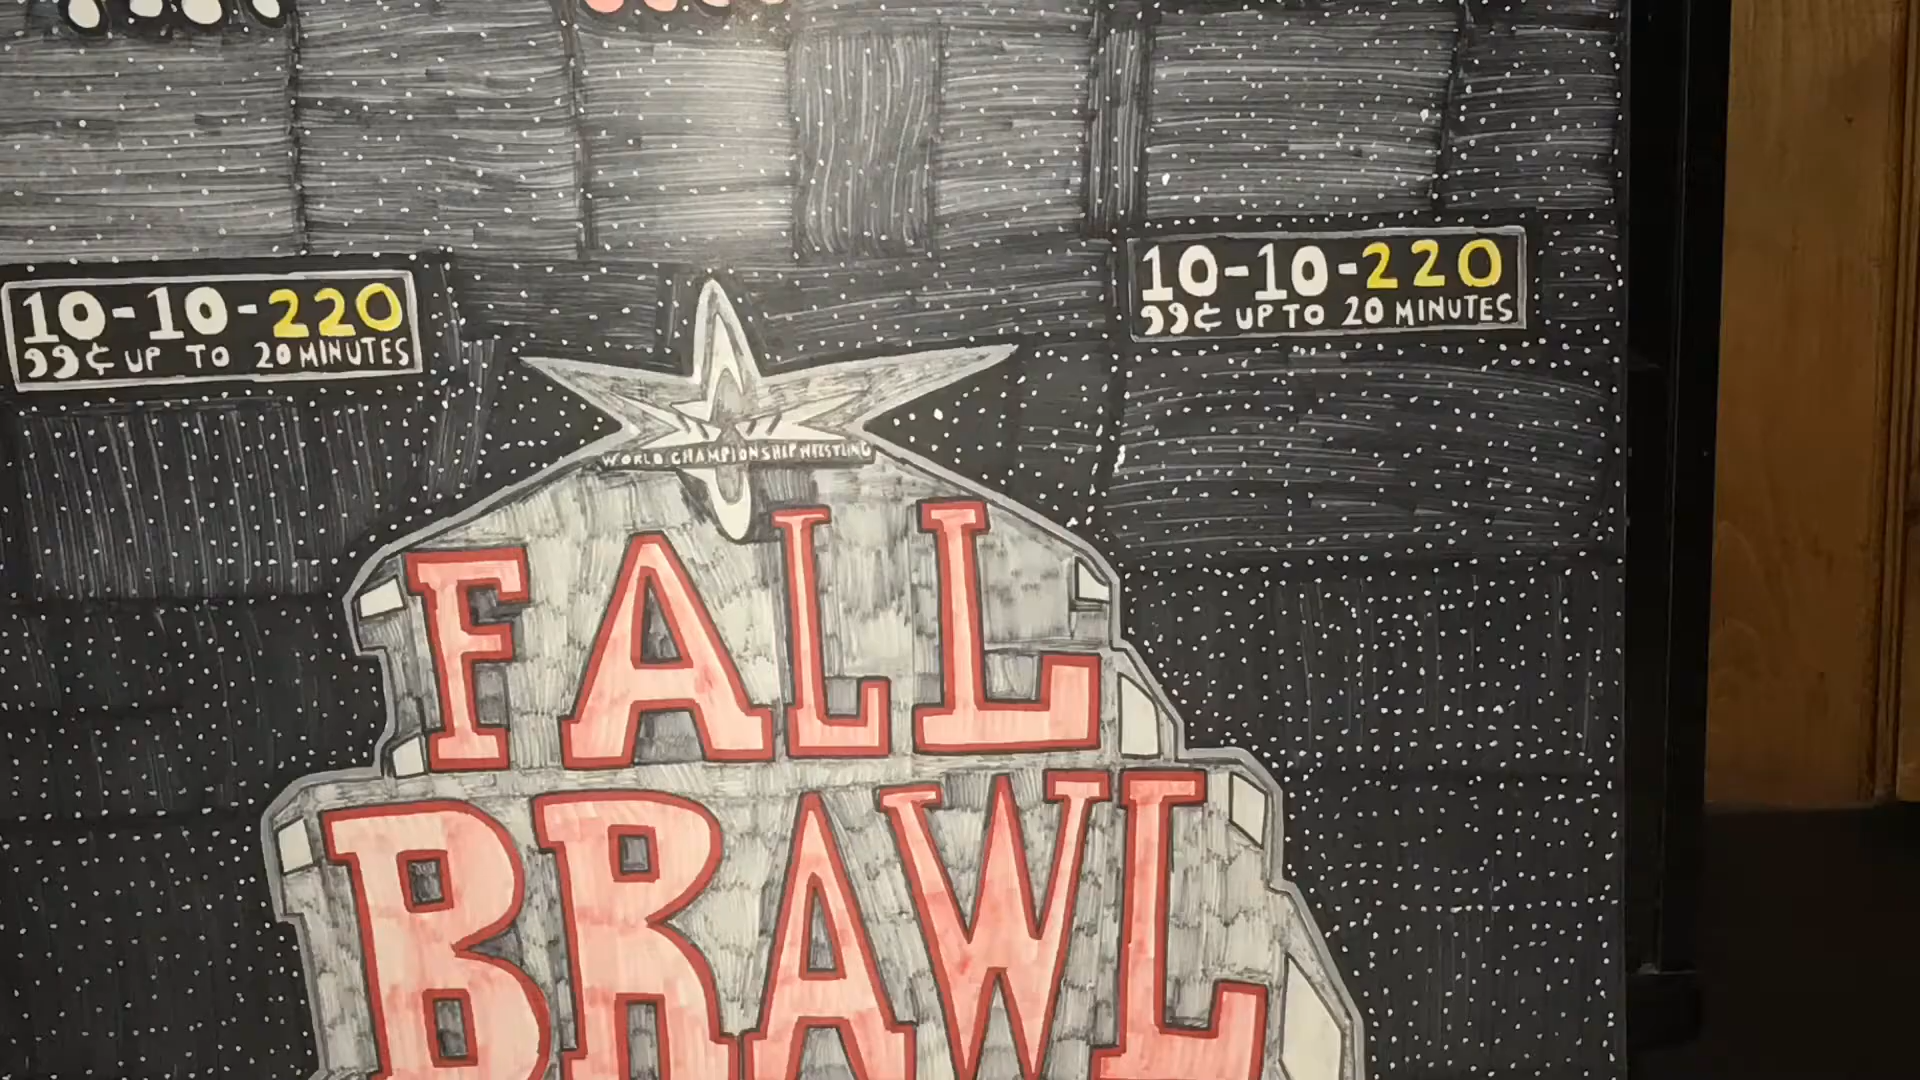 10-10-220
99¢ UP TO 20 MINUTES
10-10-220
99¢ UP TO 20 MINUTES
WORLD CHAMPIONSHIP WRESTLING
FALL
BRAWL